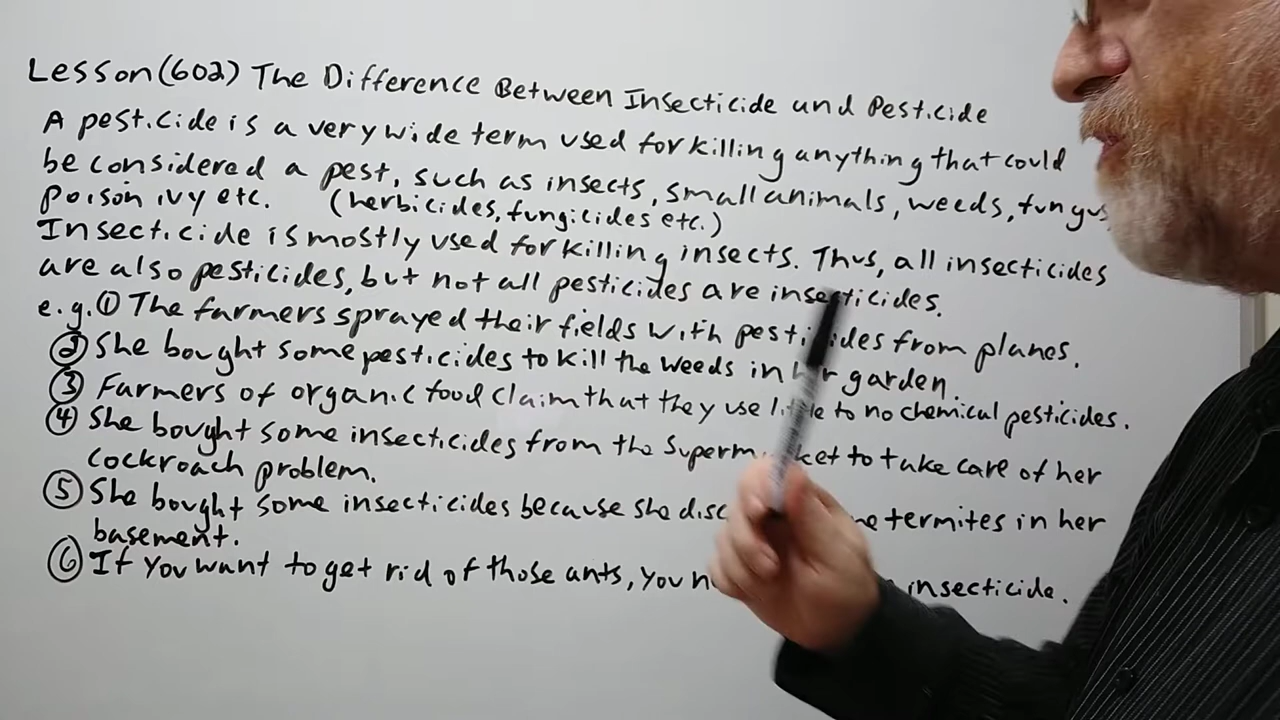 Lesson (602) The Difference Between Insecticide and Pesticide
A pesticide is a very wide term used for killing anything that could
be considered a pest, such as insects, small animals, weeds, fungus,
poison ivy etc. (herbicides, fungicides etc.)
Insecticide is mostly used for killing insects. Thus, all insecticides
are also pesticides, but not all pesticides are insecticides.
e.g. ① The farmers sprayed their fields with pesticides from planes.
② She bought some pesticides to kill the weeds in her garden.
③ Farmers of organic food claim that they use little to no chemical pesticides.
④ She bought some insecticides from the supermarket to take care of her
cockroach problem.
⑤ She bought some insecticides because she termites in her
basement.
⑥ If you want to get rid of those ants, you insecticide.